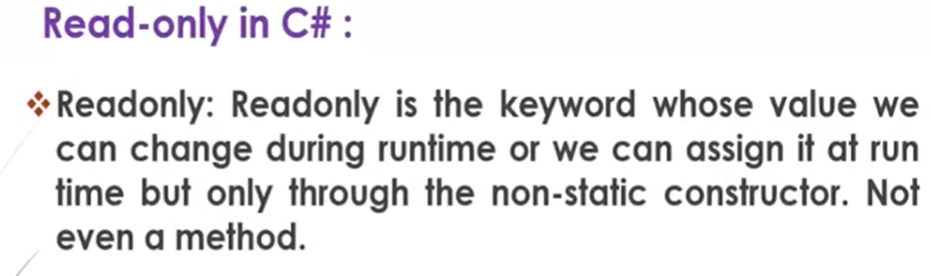 Read-only in C# :
Readonly: Readonly is the keyword whose value we
can change during runtime or we can assign it at run
time but only through the non-static constructor. Not
even a method.